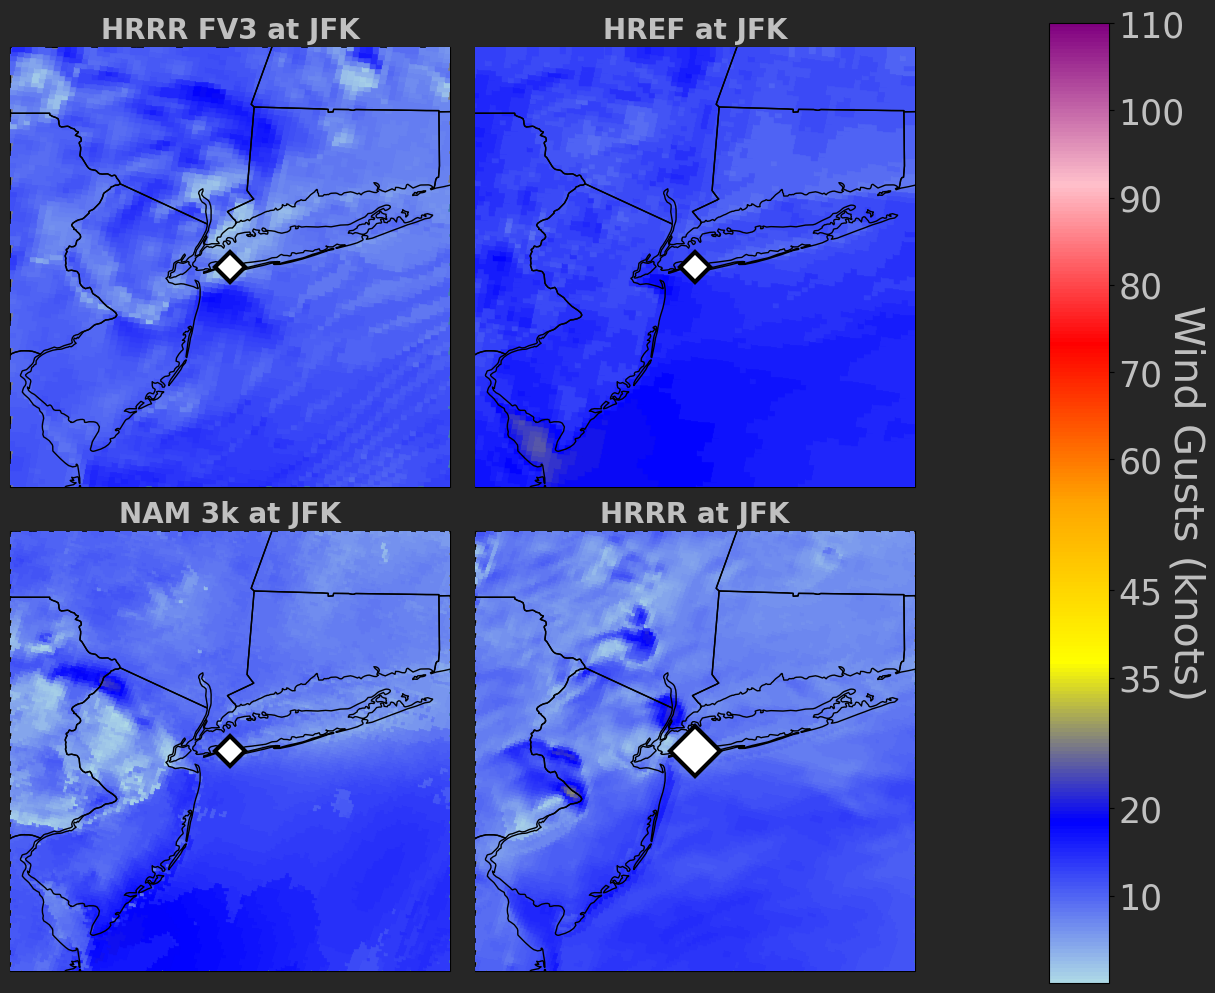 HRRR FV3 at JFK
HREF at JFK
NAM 3k at JFK
HRRR at JFK
110
100
90
80
70
60
45
35
20
10
Wind Gusts (knots)